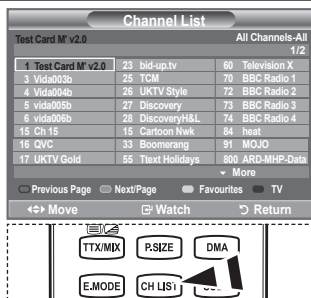 Channel List
Test Card M' v2.0 All Channels-All
1/2
1 Test Card M' v2.0 23 bid-up.tv 60 Television X
3 Vida003b 25 TCM 70 BBC Radio 1
4 Vida004b 26 UKTV Style 72 BBC Radio 2
5 vida005b 27 Discovery 73 BBC Radio 3
6 vida006b 28 DiscoveryH&L 74 BBC Radio 4
15 Ch 15 15 Cartoon Nwk 84 heat
16 QVC 33 Boomerang 91 MOJO
17 UKTV Gold 55 Ttext Holidays 800 ARD-MHP-Data
More
Previous Page Next/Page Favourites TV
Move Watch Return
TTX/MIX P.SIZE DMA
E.MODE CH LIST